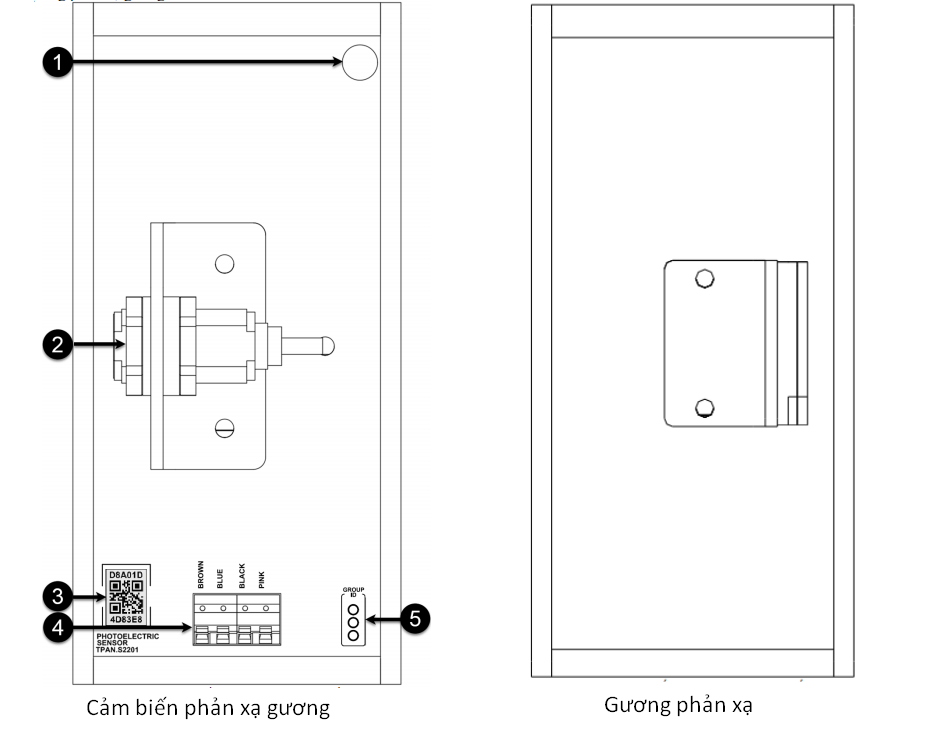 1
2
BROWN
BLUE
BLACK
PINK
D8A01D
3
4D83E8
GROUP
ID
5
4
PHOTOELECTRIC
SENSOR
TPAN.S2201
Cảm biến phản xạ gương
Gương phản xạ